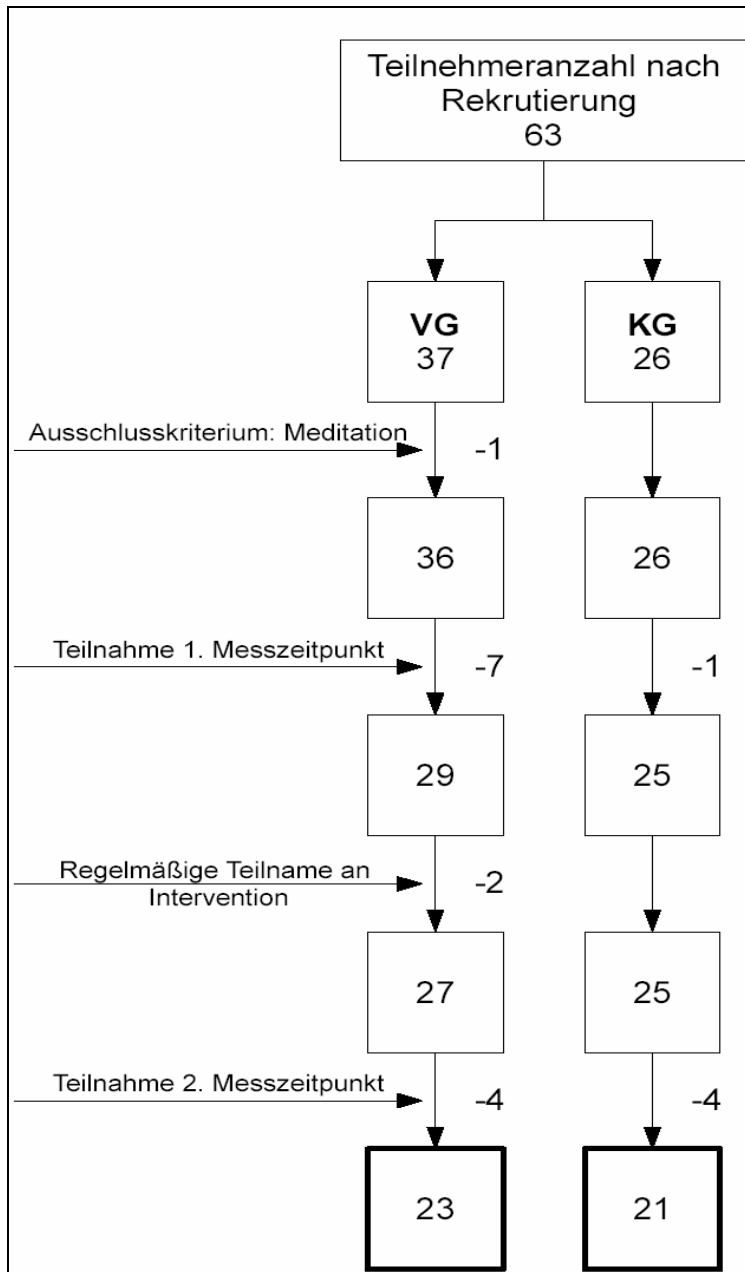 Teilnehmeranzahl nach
Rekrutierung
63
VG
37
KG
26
Ausschlusskriterium: Meditation
-1
36
26
Teilnahme 1. Messzeitpunkt
-7
-1
29
25
Regelmäßige Teilname an
Intervention
-2
27
25
Teilnahme 2. Messzeitpunkt
-4
-4
23
21